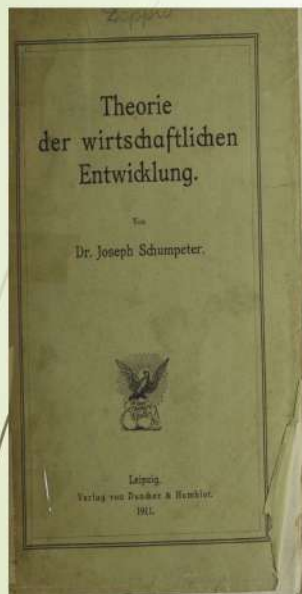 Theorie
der wirtschaftlichen
Entwicklung.
Von
Dr. Joseph Schumpeter.
Leipzig,
Verlag von Duncker & Humblot.
1911.